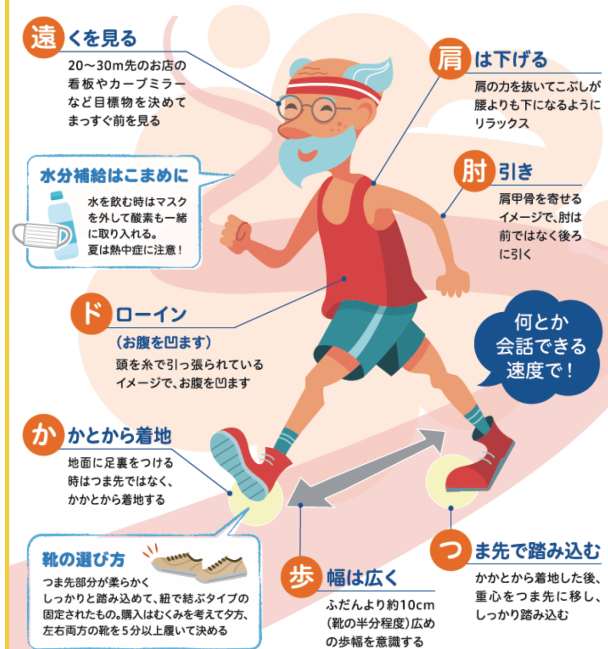 遠くを見る
20〜30m先のお店の
看板やカーブミラー
など目標物を決めて
まっすぐ前を見る
肩は下げる
肩の力を抜いてこぶしが
腰よりも下になるように
リラックス
水分補給はこまめに
水を飲む時はマスク
を外して酸素も一緒
に取り入れる。
夏は熱中症に注意！
肘引き
肩甲骨を寄せる
イメージで、肘は
前ではなく後ろ
に引く
ドローイン
（お腹を凹ます）
頭を糸で引っ張られている
イメージで、お腹を凹ます
何とか
会話できる
速度で！
かかとから着地
地面に足裏をつける
時はつま先ではなく、
かかとから着地する
靴の選び方
つま先部分が柔らかく
しっかりと踏み込めて、紐で結ぶタイプの
固定されたもの。購入はむくみを考えて夕方、
左右両方の靴を5分以上履いて決める
歩幅は広く
ふだんより約10cm
（靴の半分程度）広め
の歩幅を意識する
つま先で踏み込む
かかとから着地した後、
重心をつま先に移し、
しっかり踏み込む